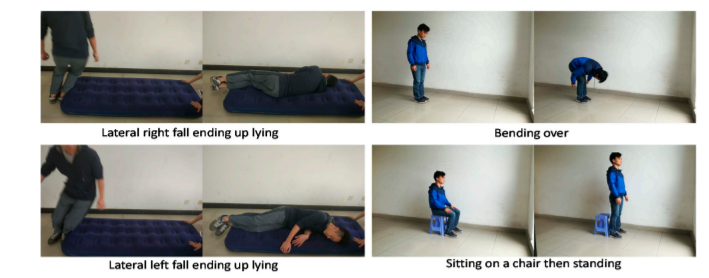 Lateral right fall ending up lying
Bending over
Lateral left fall ending up lying
Sitting on a chair then standing